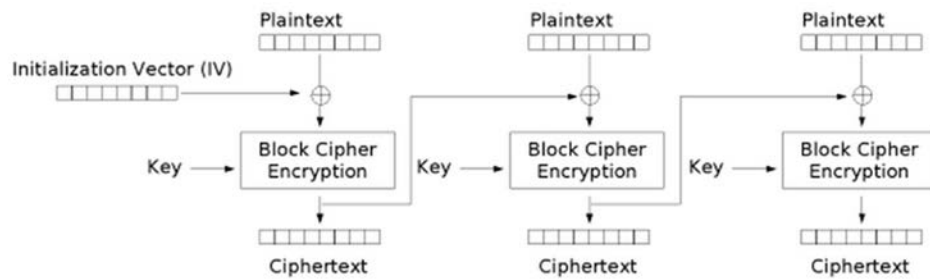 Plaintext
Plaintext
Plaintext
Initialization Vector (IV)
Key
Block Cipher
Encryption
Key
Block Cipher
Encryption
Key
Block Cipher
Encryption
Ciphertext
Ciphertext
Ciphertext